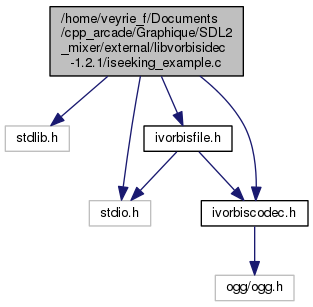 /home/veyrie_f/Documents
/cpp_arcade/Graphique/SDL2
_mixer/external/libvorbisidec
-1.2.1/iseeking_example.c
stdlib.h
ivorbisfile.h
stdio.h
ivorbiscodec.h
ogg/ogg.h